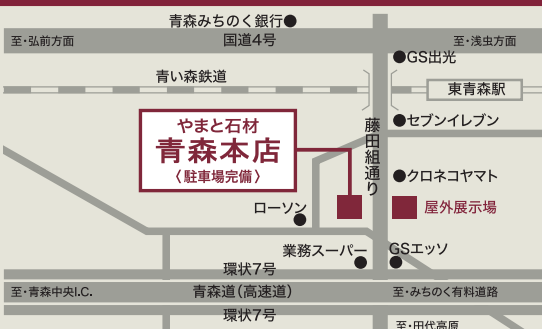 青森みちのく銀行
至・弘前方面
国道4号
至・浅虫方面
GS出光
青い森鉄道
東青森駅
やまと石材
青森本店
〈駐車場完備〉
藤田組通り
セブンイレブン
クロネコヤマト
ローソン
屋外展示場
業務スーパー
GSエッソ
環状7号
至・青森中央I.C.
青森道(高速道)
至・みちのく有料道路
環状7号
至・田代高原